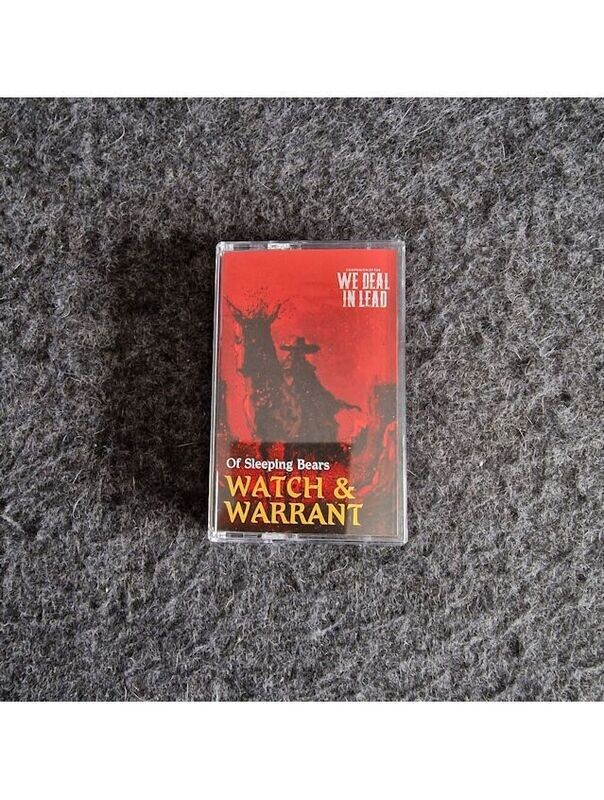 WE DEAL
IN LEAD
Of Sleeping Bears
WATCH &
WARRANT